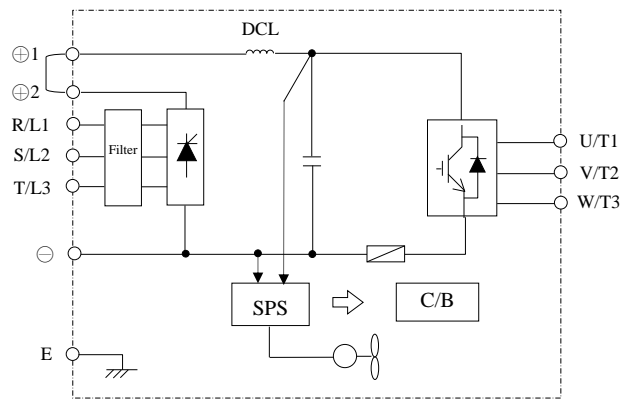 DCL
⊕1
⊕2
R/L1
S/L2
T/L3
Filter
U/T1
V/T2
W/T3
⊖
SPS
C/B
E